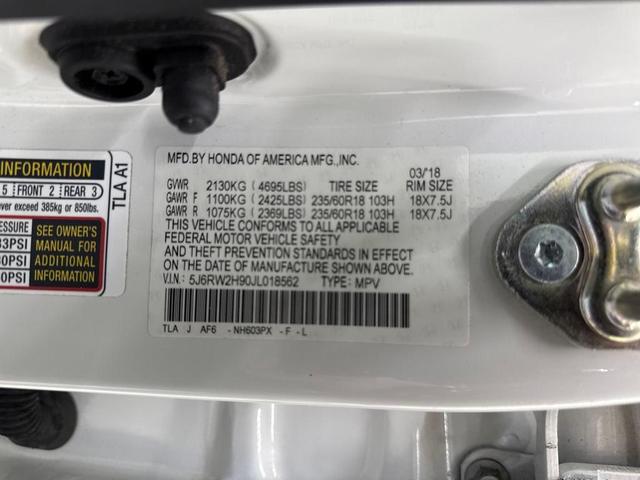 INFORMATION
5 FRONT 2 REAR 3
ever exceed 385kg or 850lbs.
SEE OWNER'S
MANUAL FOR
ADDITIONAL
INFORMATION
TLA A1
MFD.BY HONDA OF AMERICA MFG.,INC.
03/18
GVWR 2130KG ( 4695LBS) TIRE SIZE RIM SIZE
GAWR F 1100KG ( 2425LBS) 235/60R18 103H 18X7.5J
GAWR R 1075KG ( 2369LBS) 235/60R18 103H 18X7.5J
THIS VEHICLE CONFORMS TO ALL APPLICABLE
FEDERAL MOTOR VEHICLE SAFETY
AND THEFT PREVENTION STANDARDS IN EFFECT
ON THE DATE OF MANUFACTURE SHOWN ABOVE.
V.I.N.: 5J6RW2H90JL018562 TYPE: MPV
TLA J AF6 - NH603PX - F - L